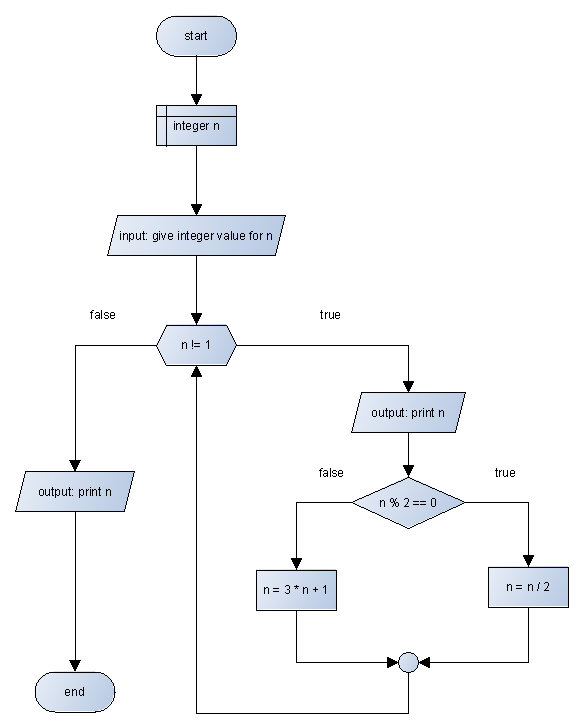 start
integer n
input: give integer value for n
false
true
n != 1
output: print n
false
true
output: print n
n % 2 == 0
n = 3 * n + 1
n = n / 2
end